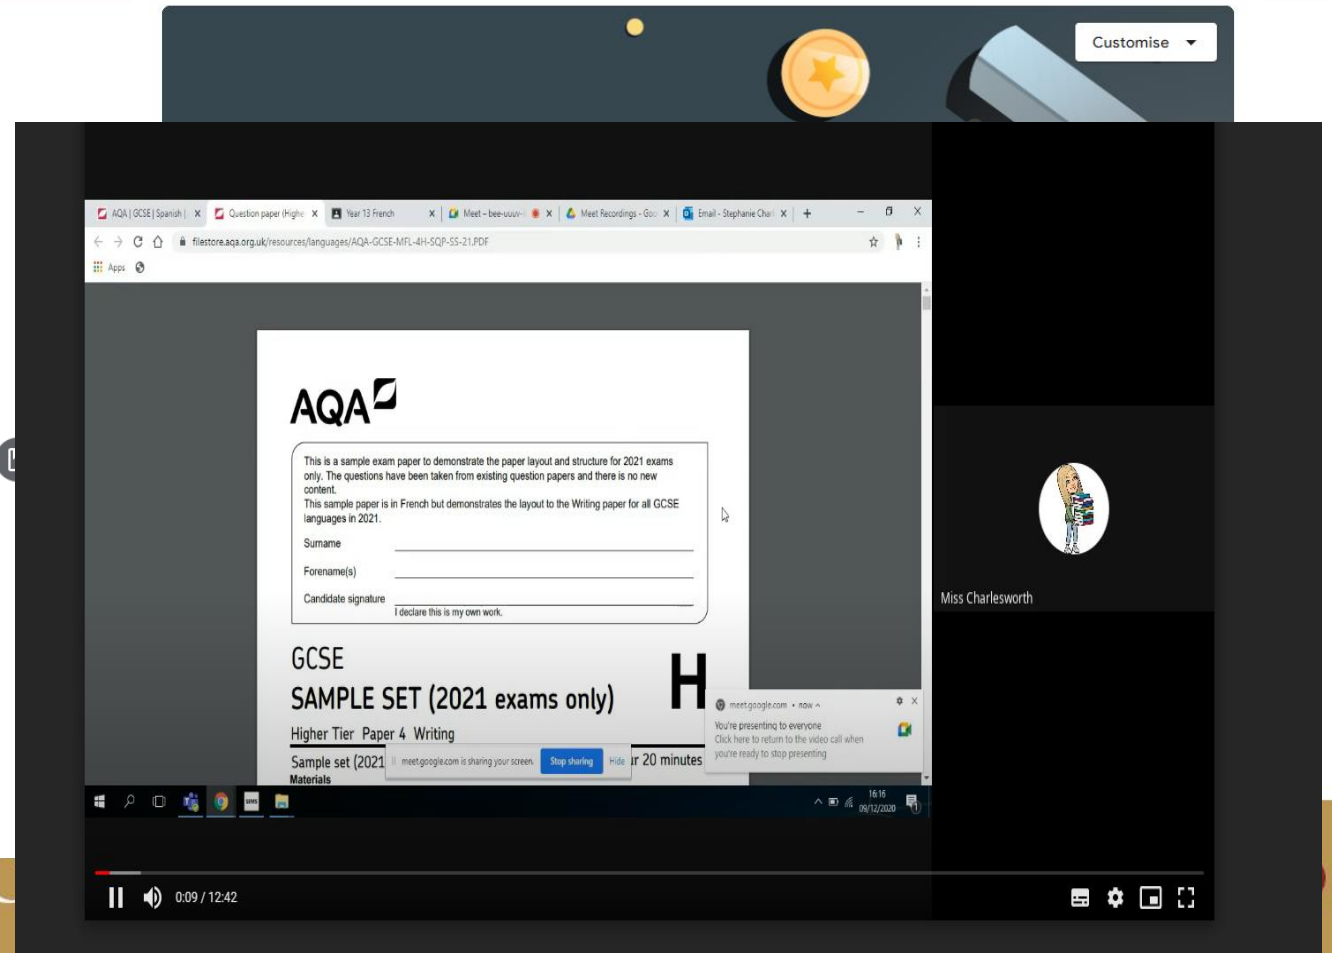 Customise
AQA | GCSE | Spanish |
Question paper (Highe
Year 13 French
Meet – bee-uuuv-
Meet Recordings - Goo
Email - Stephanie Charl
filestore.aqa.org.uk/resources/languages/AQA-GCSE-MFL-4H-SQP-SS-21.PDF
Apps
AQA
This is a sample exam paper to demonstrate the paper layout and structure for 2021 exams
only. The questions have been taken from existing question papers and there is no new
content.
This sample paper is in French but demonstrates the layout to the Writing paper for all GCSE
languages in 2021.
Surname
Forename(s)
Candidate signature
I declare this is my own work.
GCSE
H
SAMPLE SET (2021 exams only)
Higher Tier Paper 4 Writing
Sample set (2021
ur 20 minutes
Materials
meet.google.com is sharing your screen.
Stop sharing
Hide
meet.google.com • now
You're presenting to everyone
Click here to return to the video call when
you're ready to stop presenting
Miss Charlesworth
SIMS
16:16
09/12/2020
1
0:09 / 12:42